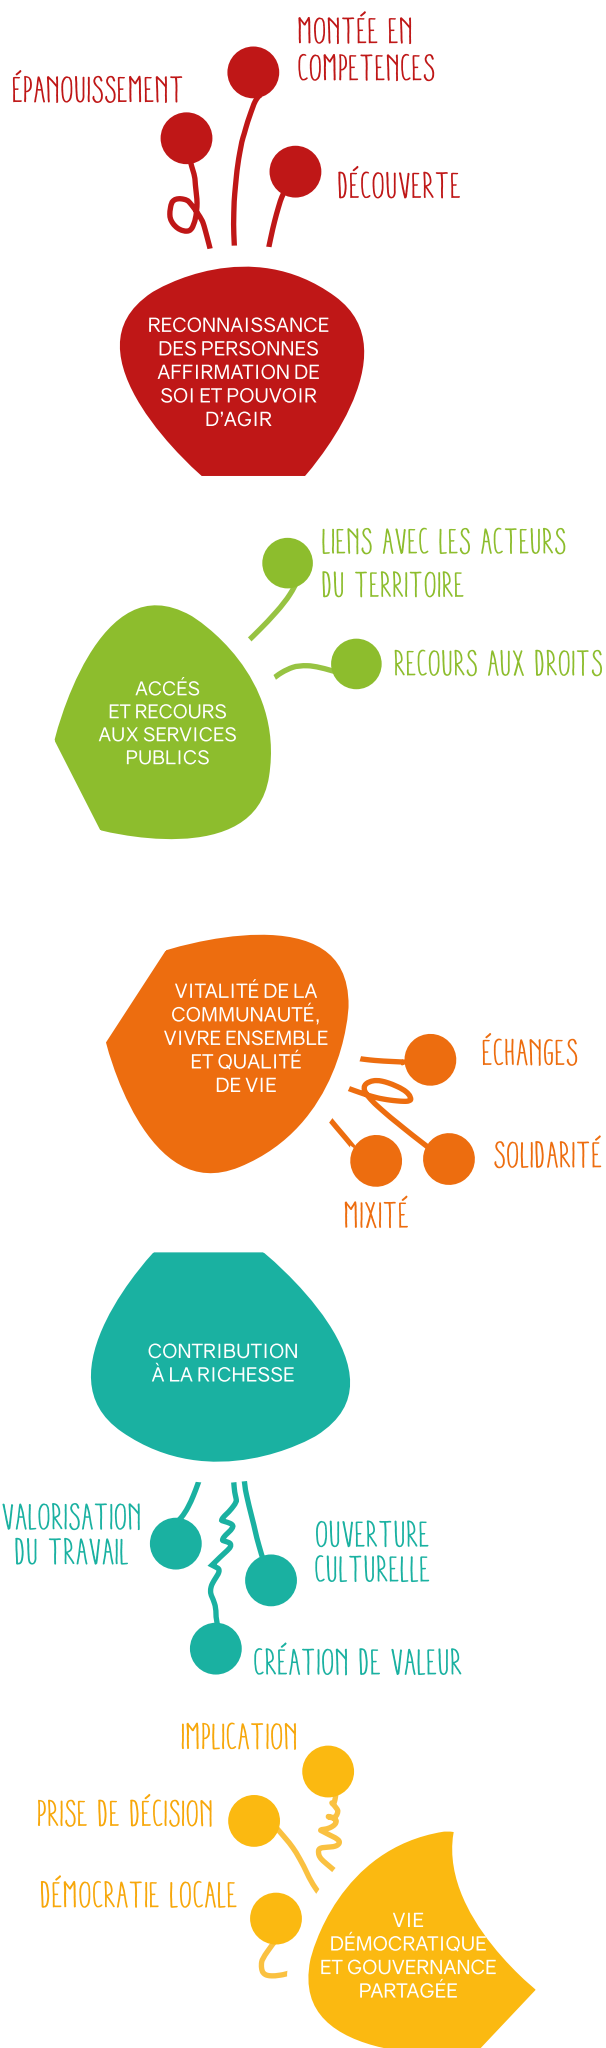 MONTÉE EN
COMPETENCES
ÉPANOUISSEMENT
DÉCOUVERTE
RECONNAISSANCE
DES PERSONNES
AFFIRMATION DE
SOI ET POUVOIR
D'AGIR
LIENS AVEC LES ACTEURS
DU TERRITOIRE
RECOURS AUX DROITS
ACCÉS
ET RECOURS
AUX SERVICES
PUBLICS
VITALITÉ DE LA
COMMUNAUTÉ,
VIVRE ENSEMBLE
ET QUALITÉ
DE VIE
ÉCHANGES
SOLIDARITÉ
MIXITÉ
CONTRIBUTION
À LA RICHESSE
VALORISATION
DU TRAVAIL
OUVERTURE
CULTURELLE
CRÉATION DE VALEUR
IMPLICATION
PRISE DE DÉCISION
DÉMOCRATIE LOCALE
VIE
DÉMOCRATIQUE
ET GOUVERNANCE
PARTAGÉE